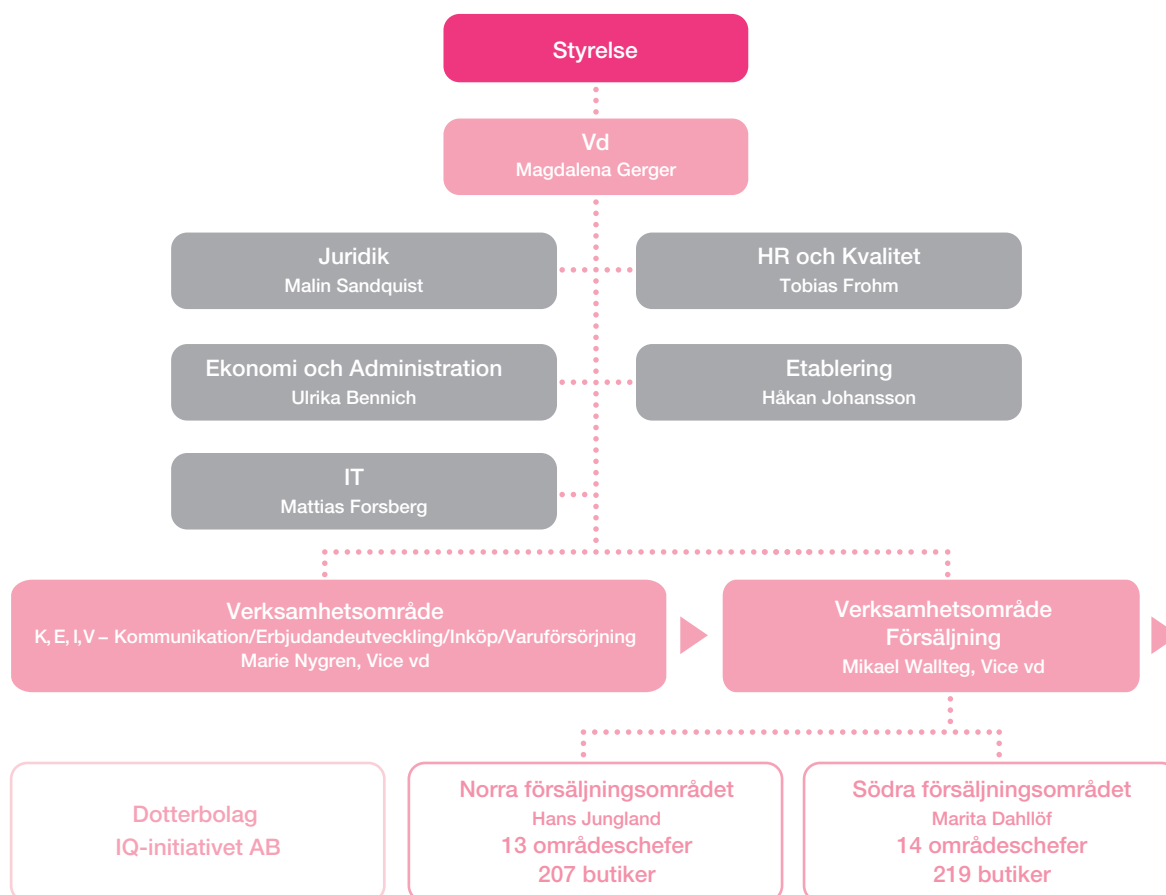 Styrelse
Vd
Magdalena Gerger
Juridik
Malin Sandquist
HR och Kvalitet
Tobias Frohm
Ekonomi och Administration
Ulrika Bennich
Etablering
Håkan Johansson
IT
Mattias Forsberg
Verksamhetsområde
K, E, I, V – Kommunikation/Erbjudandeutveckling/Inköp/Varuförsörjning
Marie Nygren, Vice vd
Verksamhetsområde
Försäljning
Mikael Wallteg, Vice vd
Dotterbolag
IQ-initiativet AB
Norra försäljningsområdet
Hans Jungland
13 områdeschefer
207 butiker
Södra försäljningsområdet
Marita Dahllöf
14 områdeschefer
219 butiker